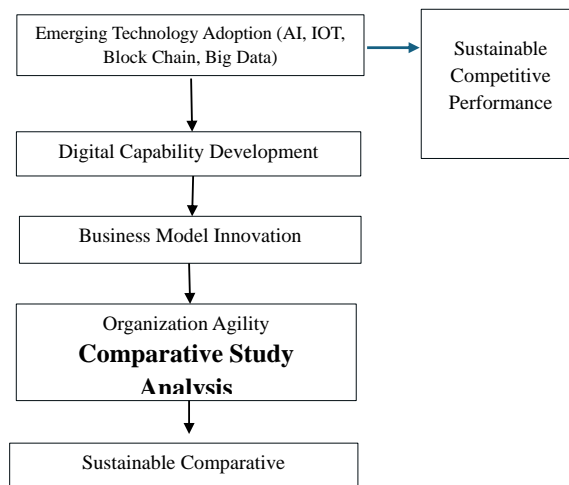 Emerging Technology Adoption (AI, IOT,
Block Chain, Big Data)
Sustainable
Competitive
Performance
Digital Capability Development
Business Model Innovation
Organization Agility
Comparative Study
Analysis
Sustainable Comparative